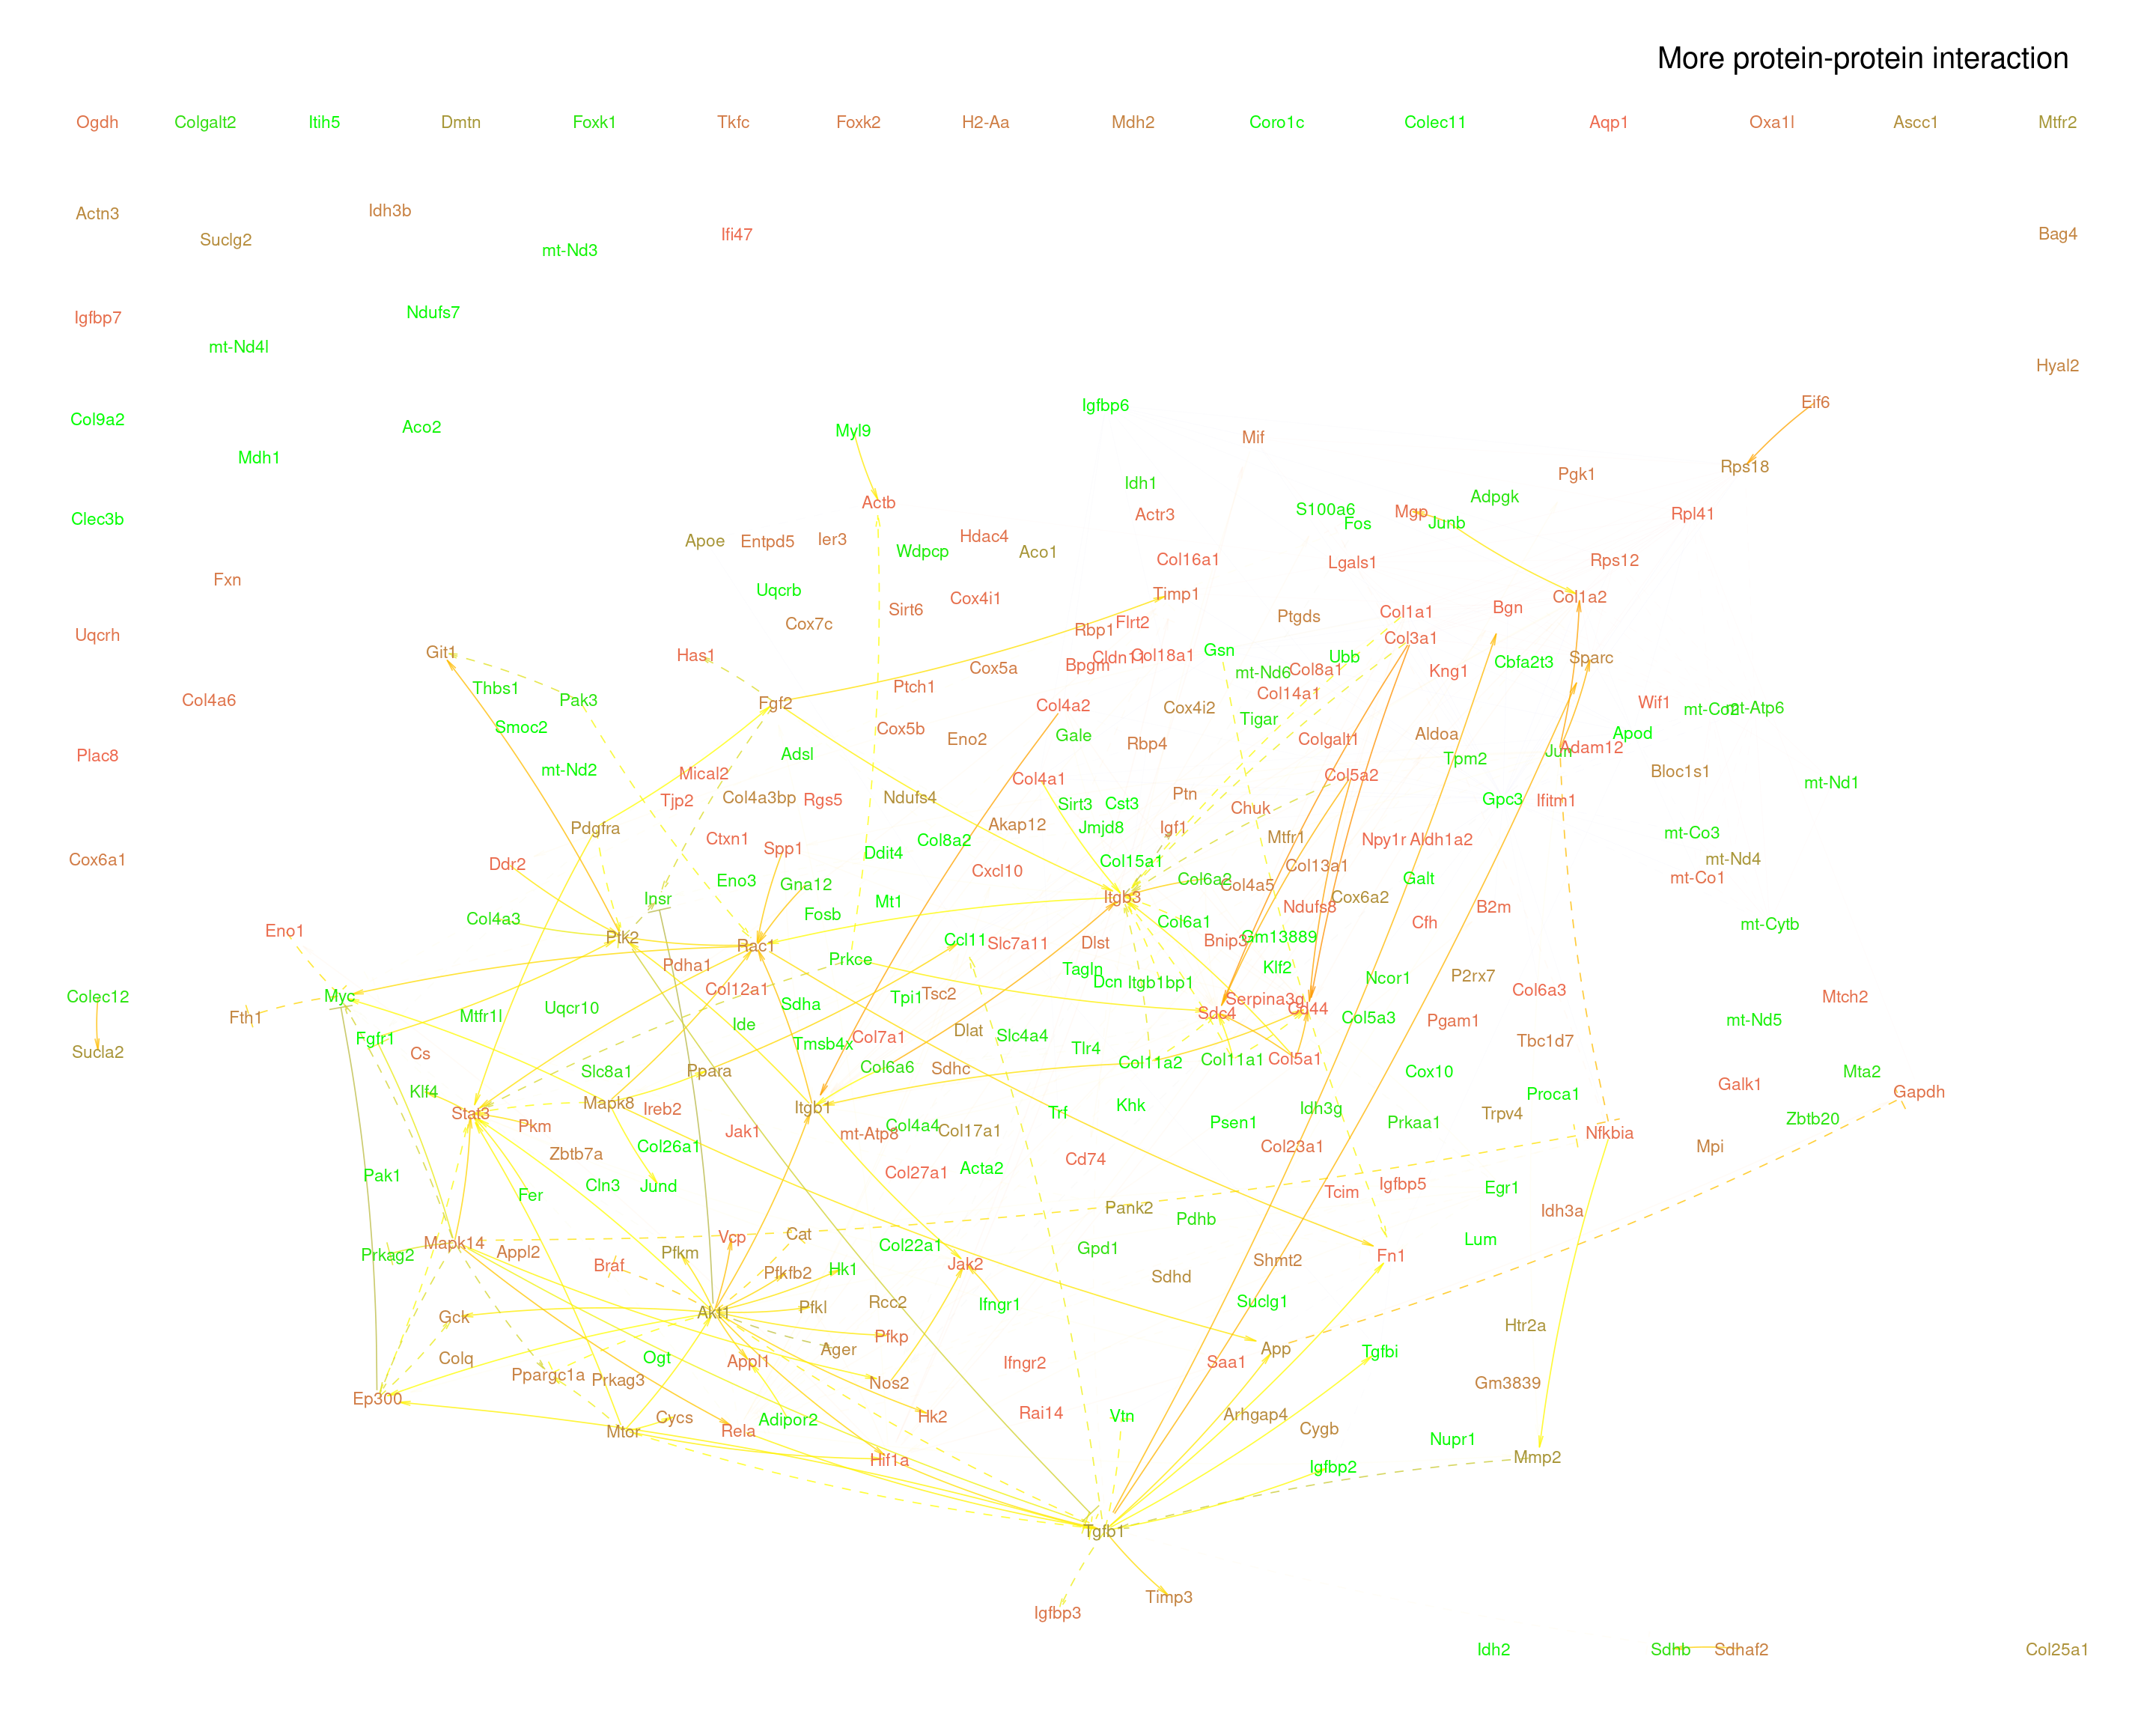 More protein-protein interaction
Ogdh Colgalt2 Itih5 Dmtn Foxk1 Tkfc Foxk2 H2-Aa Mdh2 Coro1c Colec11 Aqp1 Oxa1l Ascc1 Mtfr2
Actn3 Idh3b
Suclg2 Ifi47 Bag4
mt-Nd3
Igfbp7 Ndufs7
mt-Nd4l
Hyal2
Igfbp6 Eif6
Col9a2 Aco2 Myl9 Mif
Mdh1 Rps18
Idh1 Pgk1
Adpgk
Actb S100a6 Mgp
Clec3b Actr3 Fos Junb Rpl41
Apoe Entpd5 Ier3 Hdac4
Wdpcp Aco1 Col16a1 Lgals1 Rps12
Fxn Uqcrb Cox4i1 Timp1 Col1a2
Sirt6 Ptgds Col1a1 Bgn
Uqcrh Cox7c Rbp1 Flrt2 Col3a1
Git1 Has1 Cldn11 Col18a1 Gsn Ubb Cbfa2t3 Sparc
Cox5a Bpgm mt-Nd6 Col8a1 Kng1
Thbs1 Pak3 Ptch1 Col14a1
Col4a6 Fgf2 Col4a2 Cox4i2 Wif1 mt-Co2 mt-Atp6
Smoc2 Cox5b Eno2 Gale Tigar Colgalt1 Aldoa Apod
Plac8 Adsl Rbp4 Tpm2 Jun Adam12
mt-Nd2 Mical2 Col4a1 Col5a2 Bloc1s1 mt-Nd1
Tjp2 Col4a3bp Rgs5 Ndufs4 Sirt3 Cst3 Ptn Chuk Gpc3 Ifitm1
Pdgfra Ctxn1 Akap12 Jmjd8 Igf1 Mtfr1 Npy1r Aldh1a2 mt-Co3
Cox6a1 Ddr2 Spp1 Ddit4 Col8a2 Col15a1 Col13a1 mt-Nd4
Eno3 Gna12 Cxcl10 Col6a2 Col4a5 Galt mt-Co1
Insr Mt1 Itgb3 Ndufs8 Cox6a2 B2m
Col4a3 Fosb Col6a1 Cfh mt-Cytb
Eno1 Ptk2 Rac1 Ccl11 Slc7a11 Dlst Bnip3 Gm13889
Pdha1 Prkce Tagln Klf2 Ncor1 P2rx7
Colec12 Myc Col12a1 Tpi1 Tsc2 Dcn Itgb1bp1 Serpina3g Col6a3 Mtch2
Fth1 Mtfr1l Uqcr10 Sdha Sdc4 Cd44 Col5a3 Pgam1 mt-Nd5
Fgfr1 Ide Tmsb4x Col7a1 Dlat Slc4a4 Tlr4 Tbc1d7
Sucla2 Cs Col6a6 Sdhc Col11a2 Col11a1 Col5a1
Klf4 Slc8a1 Ppara Cox10 Mta2
Stat3 Mapk8 Ireb2 Itgb1 Trf Khk Idh3g Proca1 Galk1 Gapdh
Pkm Jak1 mt-Atp8 Col4a4 Col17a1 Psen1 Prkaa1 Trpv4 Nfkbia Zbtb20
Zbtb7a Col26a1 Cd74 Col23a1 Mpi
Pak1 Fer Cln3 Jund Col27a1 Acta2 Tcim Igfbp5 Egr1
Pank2 Pdhb Idh3a
Prkag2 Mapk14 Appl2 Vcp Cat Col22a1 Gpd1 Lum
Braf Pfkm Pfkfb2 Hk1 Jak2 Sdhd Shmt2 Fn1
Gck Akt1 Pfkl Rcc2 Ifngr1 Suclg1
Colq Ogt Appl1 Ager Pfkp Ifngr2 Saa1 App Tgfbi Htr2a
Ppargc1a Prkag3 Nos2 Gm3839
Ep300 Cycs Adipor2 Hk2 Rai14 Vtn Arhgap4
Mtor Rela Cygb Nupr1
Hif1a Igfbp2 Mmp2
Tgfb1
Timp3
Igfbp3
Idh2 Sdhb Sdhaf2 Col25a1